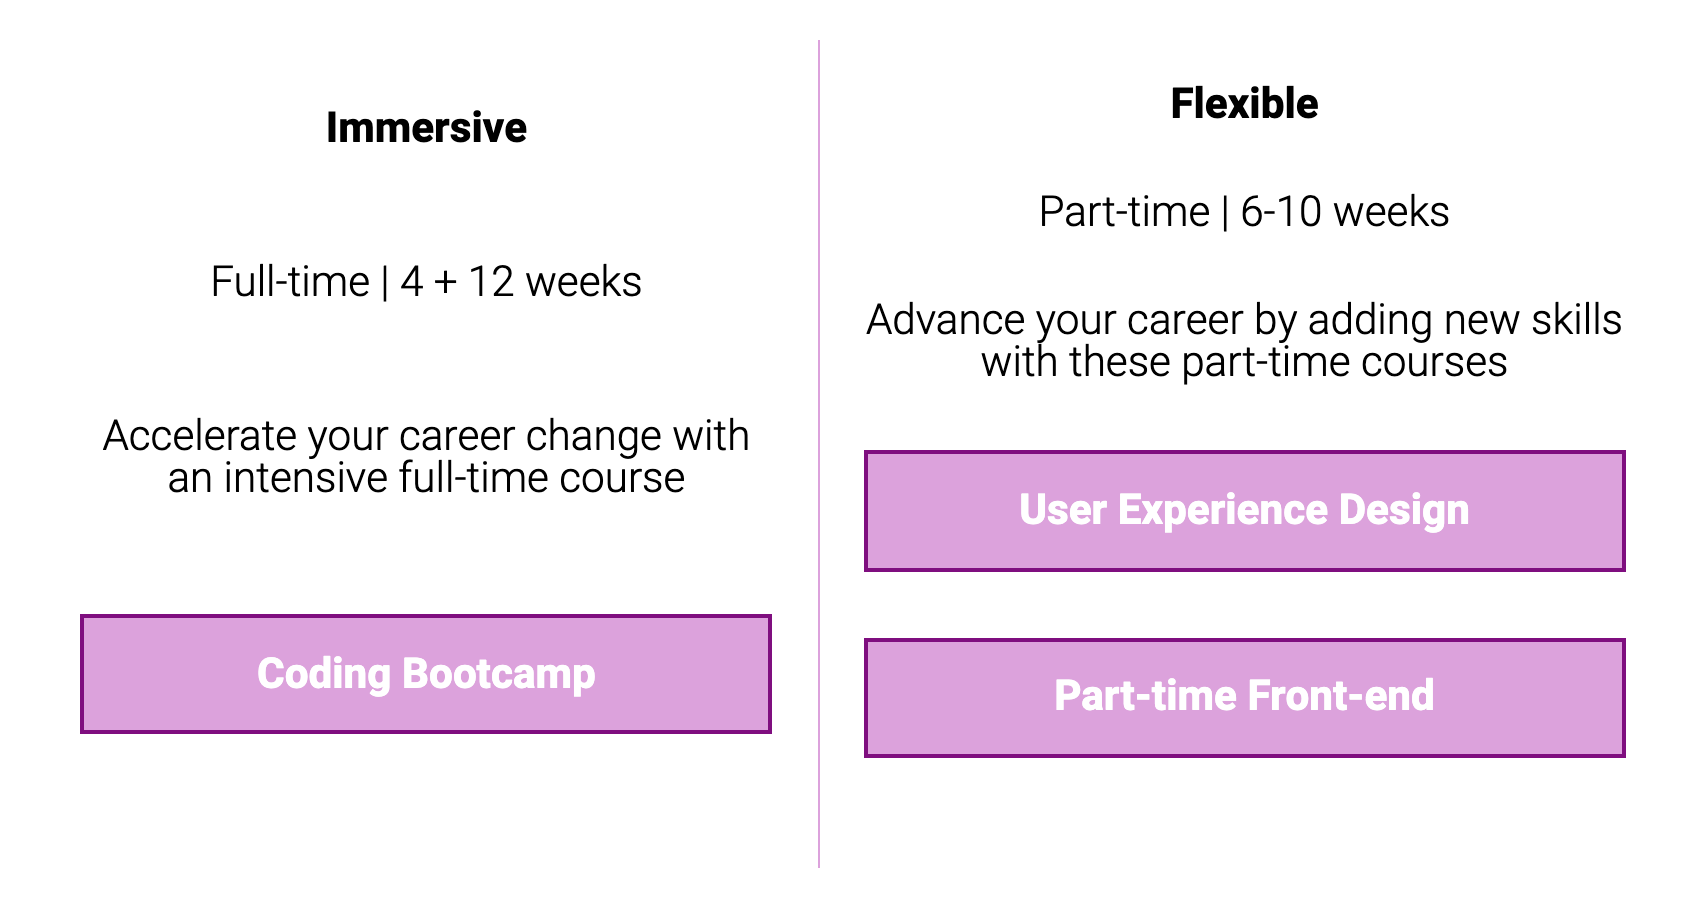 Immersive
Full-time | 4 + 12 weeks
Accelerate your career change with
an intensive full-time course
Coding Bootcamp
Flexible
Part-time | 6-10 weeks
Advance your career by adding new skills
with these part-time courses
User Experience Design
Part-time Front-end